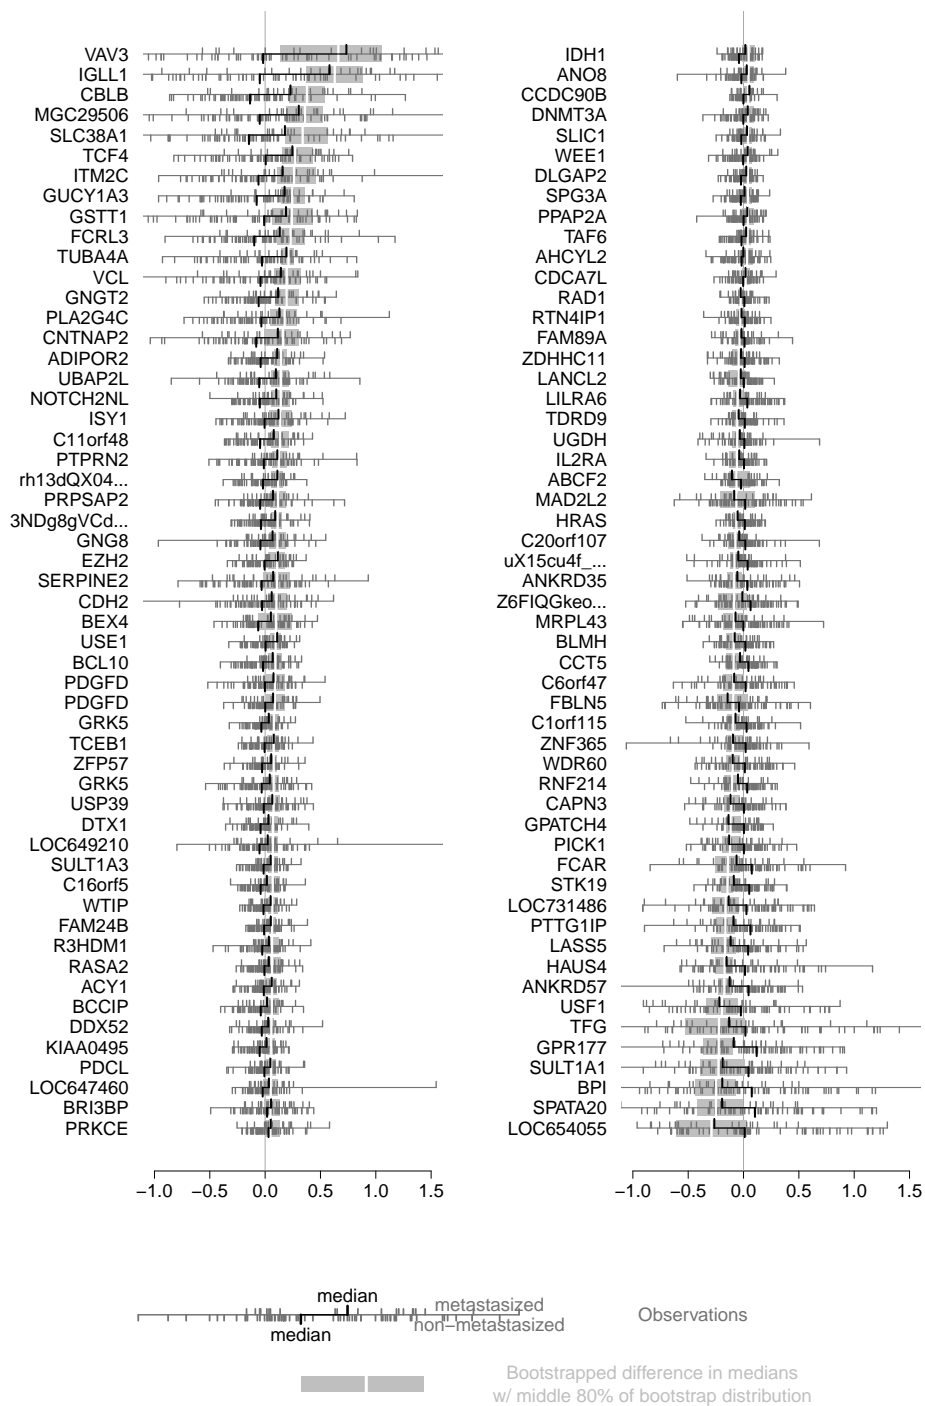 VAV3
IGLL1
CBLB
MGC29506
SLC38A1
TCF4
ITM2C
GUCY1A3
GSTT1
FCRL3
TUBA4A
VCL
GNGT2
PLA2G4C
CNTNAP2
ADIPOR2
UBAP2L
NOTCH2NL
ISY1
C11orf48
PTPRN2
rh13dQX04...
PRPSAP2
3NDg8gVCd...
GNG8
EZH2
SERPINE2
CDH2
BEX4
USE1
BCL10
PDGFD
PDGFD
GRK5
TCEB1
ZFP57
GRK5
USP39
DTX1
LOC649210
SULT1A3
C16orf5
WTIP
FAM24B
R3HDM1
RASA2
ACY1
BCCIP
DDX52
KIAA0495
PDCL
LOC647460
BRI3BP
PRKCE
−1.0 −0.5 0.0 0.5 1.0 1.5
IDH1
ANO8
CCDC90B
DNMT3A
SLIC1
WEE1
DLGAP2
SPG3A
PPAP2A
TAF6
AHCYL2
CDCA7L
RAD1
RTN4IP1
FAM89A
ZDHHC11
LANCL2
LILRA6
TDRD9
UGDH
IL2RA
ABCF2
MAD2L2
HRAS
C20orf107
uX15cu4f_...
ANKRD35
Z6FIQGkeo...
MRPL43
BLMH
CCT5
C6orf47
FBLN5
C1orf115
ZNF365
WDR60
RNF214
CAPN3
GPATCH4
PICK1
FCAR
STK19
LOC731486
PTTG1IP
LASS5
HAUS4
ANKRD57
USF1
TFG
GPR177
SULT1A1
BPI
SPATA20
LOC654055
−1.0 −0.5 0.0 0.5 1.0 1.5
median
metastasized
non−metastasized
median
Observations
Bootstrapped difference in medians
w/ middle 80% of bootstrap distribution